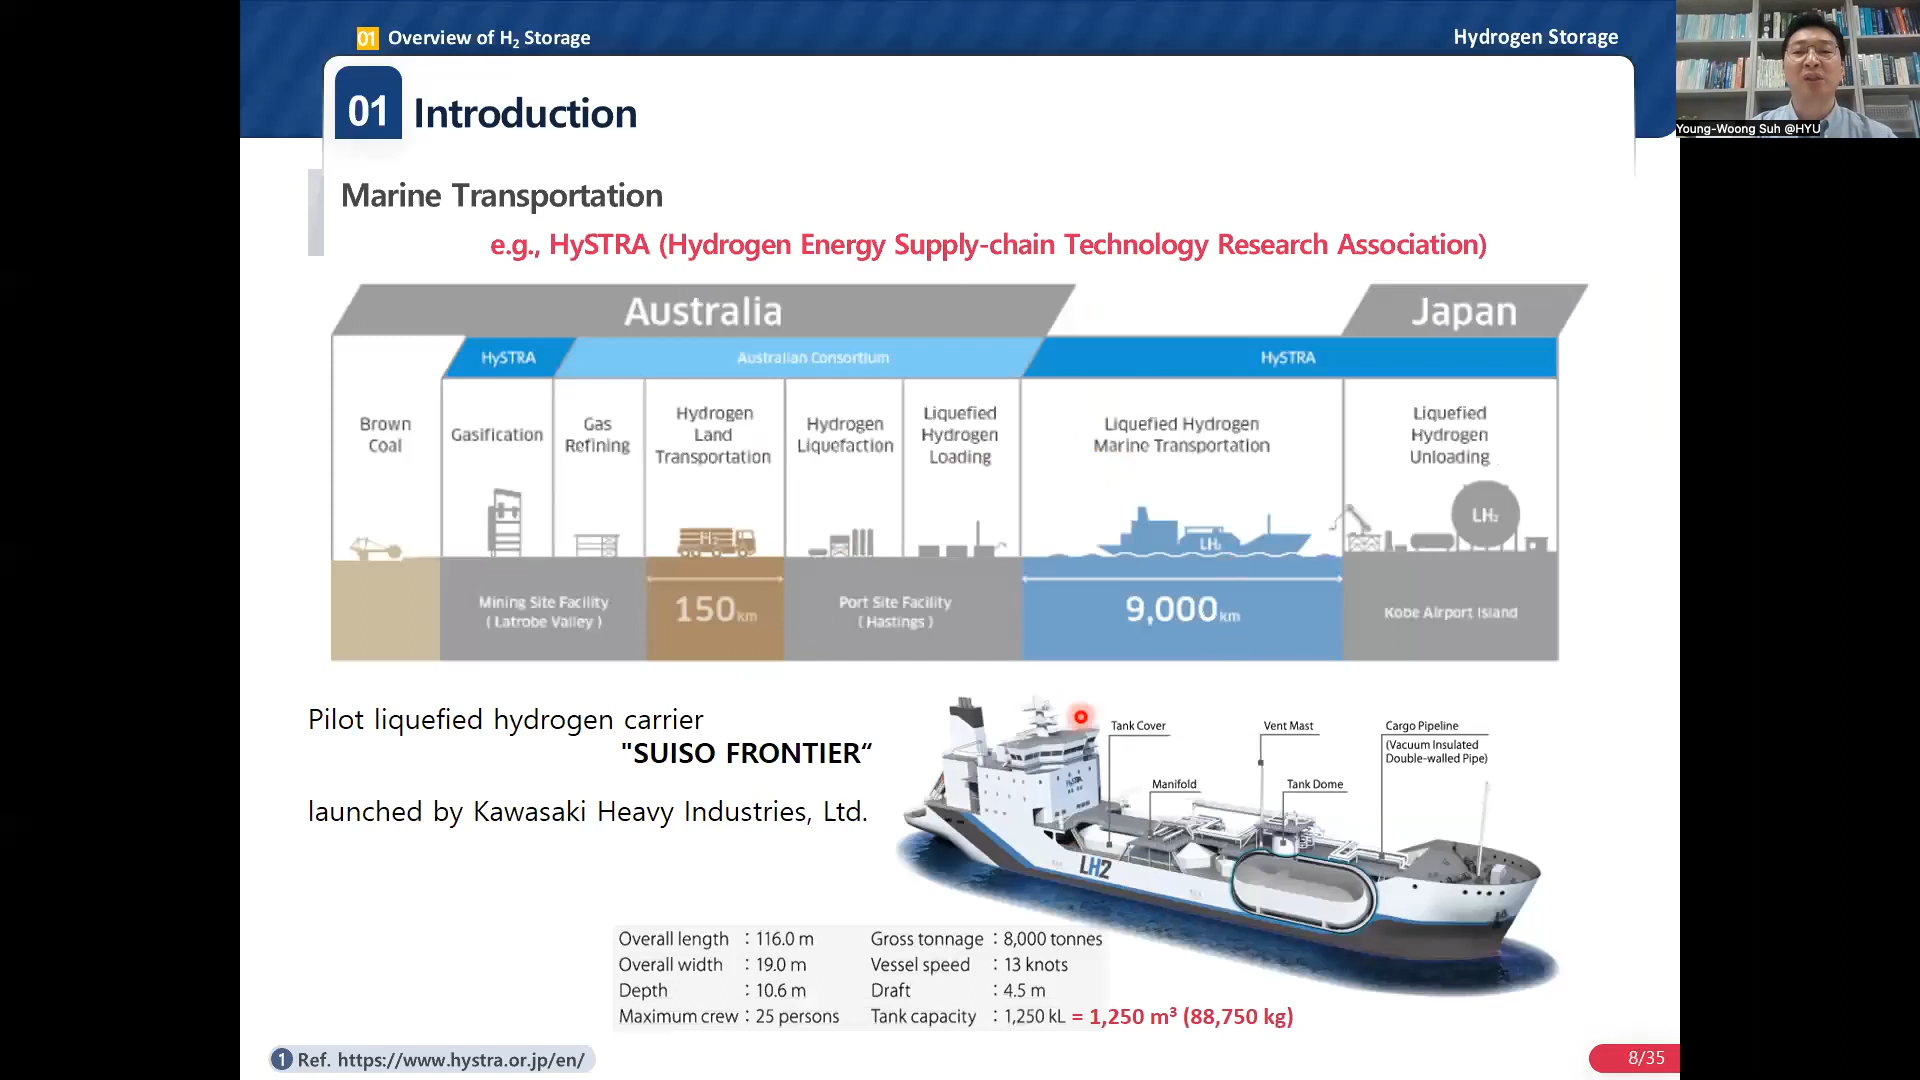 01 Overview of H₂ Storage
Hydrogen Storage
Young-Woong Suh @HYU
01 Introduction
Marine Transportation
e.g., HySTRA (Hydrogen Energy Supply-chain Technology Research Association)
Australia
Japan
HySTRA
Australian Consortium
HySTRA
Brown
Coal
Gasification
Gas
Refining
Hydrogen
Land
Transportation
Hydrogen
Liquefaction
Liquefied
Hydrogen
Loading
Liquefied Hydrogen
Marine Transportation
Liquefied
Hydrogen
Unloading
H₂
LH₂
LH₂
Mining Site Facility
( Latrobe Valley )
150km
Port Site Facility
( Hastings )
9,000km
Kobe Airport Island
Pilot liquefied hydrogen carrier
"SUISO FRONTIER“
launched by Kawasaki Heavy Industries, Ltd.
Tank Cover
Vent Mast
Cargo Pipeline
(Vacuum Insulated
Double-walled Pipe)
Manifold
Tank Dome
HySTRA
LH2
Overall length : 116.0 m
Gross tonnage : 8,000 tonnes
Overall width : 19.0 m
Vessel speed : 13 knots
Depth : 10.6 m
Draft : 4.5 m
Maximum crew : 25 persons
Tank capacity : 1,250 kL = 1,250 m³ (88,750 kg)
1 Ref. https://www.hystra.or.jp/en/
8/35